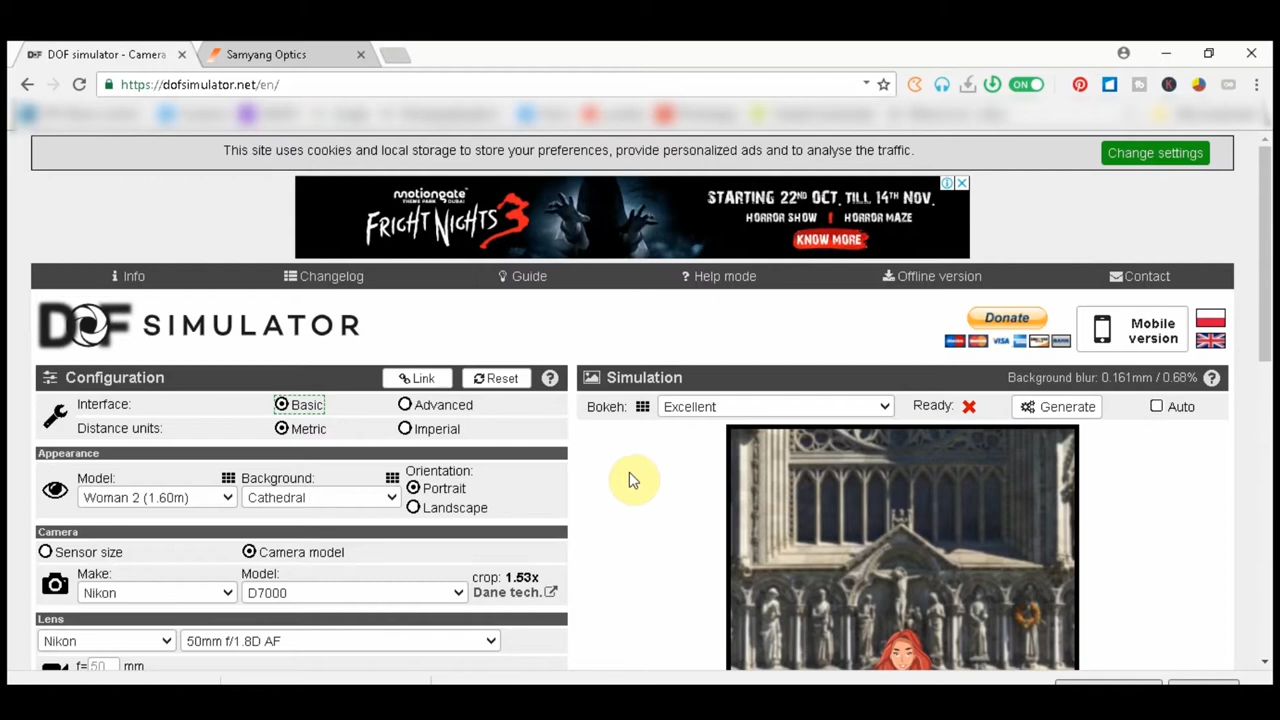 DOF simulator - Camera
Samyang Optics
https://dofsimulator.net/en/
ON
This site uses cookies and local storage to store your preferences, provide personalized ads and to analyse the traffic.
Change settings
motiongate
THEME PARK DUBAI
FRIGHT NIGHTS 3
STARTING 22ND OCT. TILL 14TH NOV.
HORROR SHOW HORROR MAZE
KNOW MORE
Info
Changelog
Guide
Help mode
Offline version
Contact
DOF SIMULATOR
Donate
VISA
Mobile version
Configuration
Link
Reset
Simulation
Background blur: 0.161mm / 0.68%
Interface: Basic Advanced
Bokeh: Excellent
Ready:
Generate
Auto
Distance units: Metric Imperial
Appearance
Model:
Background:
Orientation:
Woman 2 (1.60m)
Cathedral
Portrait
Landscape
Camera
Sensor size
Camera model
Make:
Model:
crop: 1.53x
Nikon
D7000
Dane tech.
Lens
Nikon
50mm f/1.8D AF
f= 50 mm